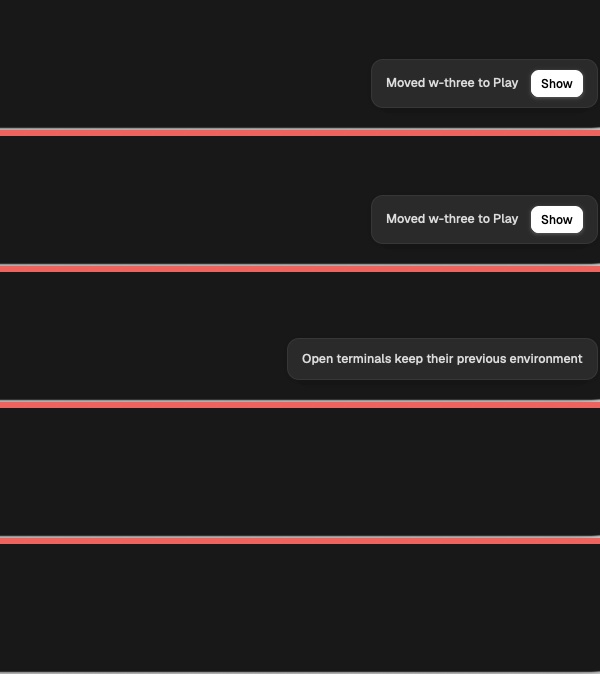 Moved w-three to Play Show
Moved w-three to Play Show
Open terminals keep their previous environment